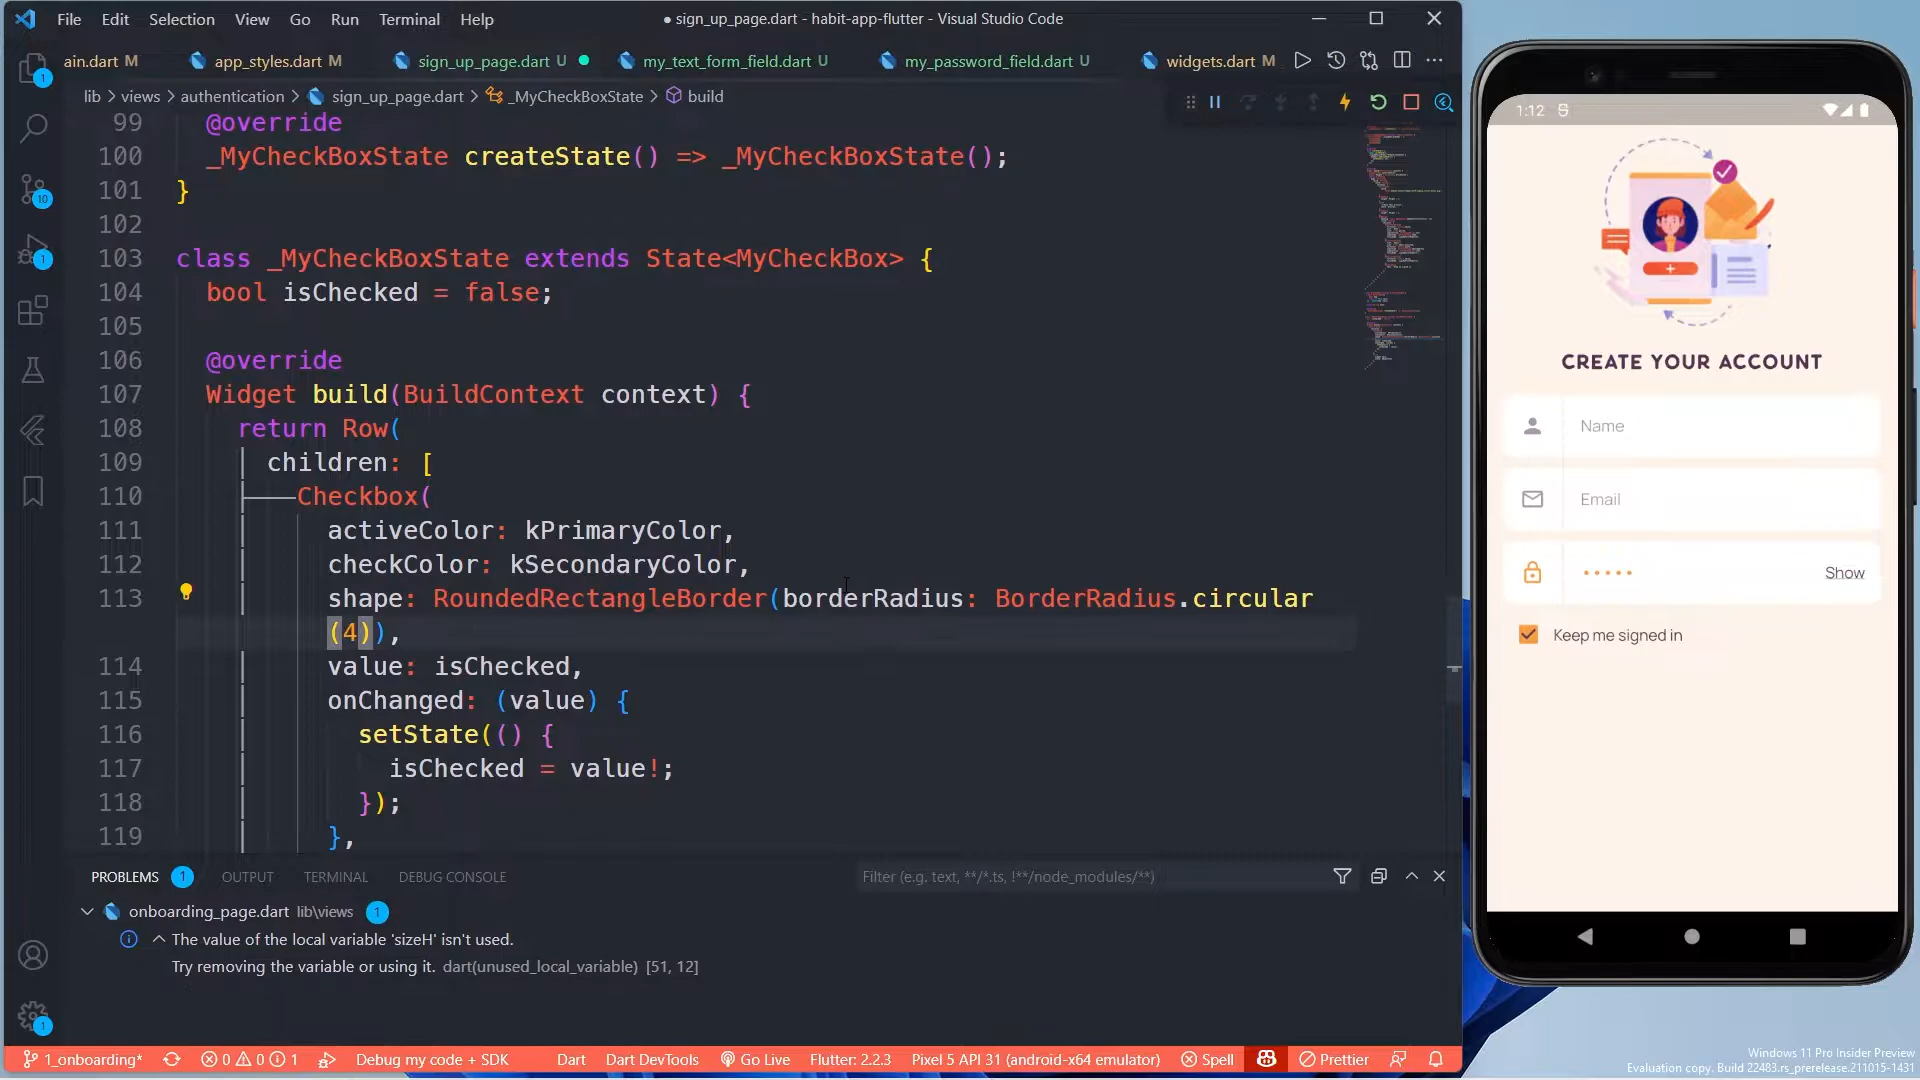 File Edit Selection View Go Run Terminal Help
● sign_up_page.dart - habit-app-flutter - Visual Studio Code
ain.dart M
app_styles.dart M
sign_up_page.dart U
my_text_form_field.dart U
my_password_field.dart U
widgets.dart M
lib > views > authentication > sign_up_page.dart > _MyCheckBoxState > build
99 @override
100 _MyCheckBoxState createState() => _MyCheckBoxState();
101 }
102
103 class _MyCheckBoxState extends State<MyCheckBox> {
104 bool isChecked = false;
105
106 @override
107 Widget build(BuildContext context) {
108 return Row(
109 children: [
110 Checkbox(
111 activeColor: kPrimaryColor,
112 checkColor: kSecondaryColor,
113 shape: RoundedRectangleBorder(borderRadius: BorderRadius.circular
(4)),
114 value: isChecked,
115 onChanged: (value) {
116 setState(() {
117 isChecked = value!;
118 });
119 },
1
10
1
1
PROBLEMS 1 OUTPUT TERMINAL DEBUG CONSOLE
Filter (e.g. text, **/*.ts, !**/node_modules/**)
onboarding_page.dart lib\views 1
The value of the local variable 'sizeH' isn't used.
Try removing the variable or using it. dart(unused_local_variable) [51, 12]
1_onboarding* 0 0 1 Debug my code + SDK Dart Dart DevTools Go Live Flutter: 2.2.3 Pixel 5 API 31 (android-x64 emulator) Spell Prettier
1:12
CREATE YOUR ACCOUNT
Name
Email
Show
Keep me signed in
Windows 11 Pro Insider Preview
Evaluation copy. Build 22483.rs_prerelease.211015-1431